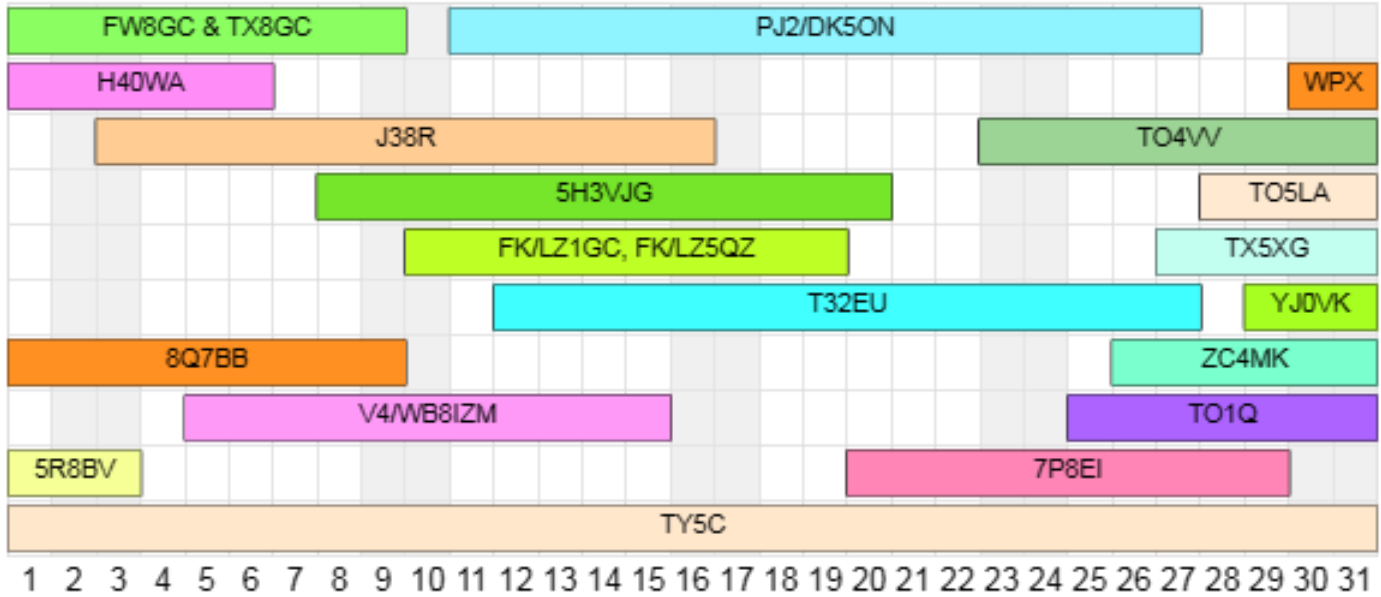 FW8GC & TX8GC PJ2/DK5ON
H40WA WPX
J38R TO4VV
5H3VJG TO5LA
FK/LZ1GC, FK/LZ5QZ TX5XG
T32EU YJ0VK
8Q7BB ZC4MK
V4/WB8IZM TO1Q
5R8BV 7P8EI
TY5C
1 2 3 4 5 6 7 8 9 10 11 12 13 14 15 16 17 18 19 20 21 22 23 24 25 26 27 28 29 30 31